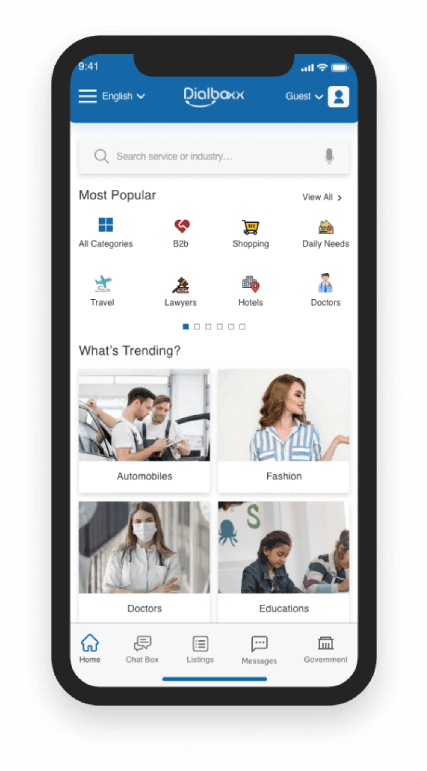 9:41
English Dialboxx Guest
Search service or industry...
Most Popular View All
All Categories B2b Shopping Daily Needs
Travel Lawyers Hotels Doctors
What's Trending?
Automobiles Fashion
S
Doctors Educations
Home Chat Box Listings Messages Government